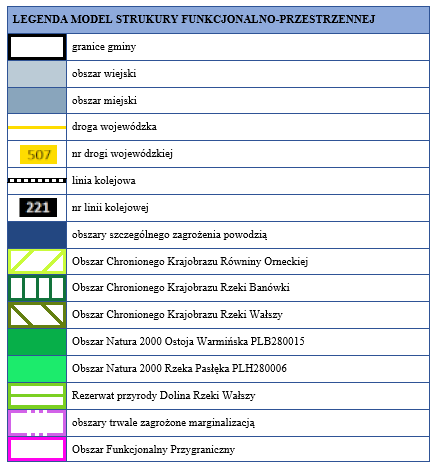 LEGENDA MODEL STRUKURY FUNKCJONALNO-PRZESTRZENNEJ
granice gminy
obszar wiejski
obszar miejski
droga wojewódzka
507 nr drogi wojewódzkiej
linia kolejowa
221 nr linii kolejowej
obszary szczególnego zagrożenia powodzią
Obszar Chronionego Krajobrazu Równiny Orneckiej
Obszar Chronionego Krajobrazu Rzeki Banówki
Obszar Chronionego Krajobrazu Rzeki Wałszy
Obszar Natura 2000 Ostoja Warmińska PLB280015
Obszar Natura 2000 Rzeka Pasłęka PLH280006
Rezerwat przyrody Dolina Rzeki Wałszy
obszary trwale zagrożone marginalizacją
Obszar Funkcjonalny Przygraniczny